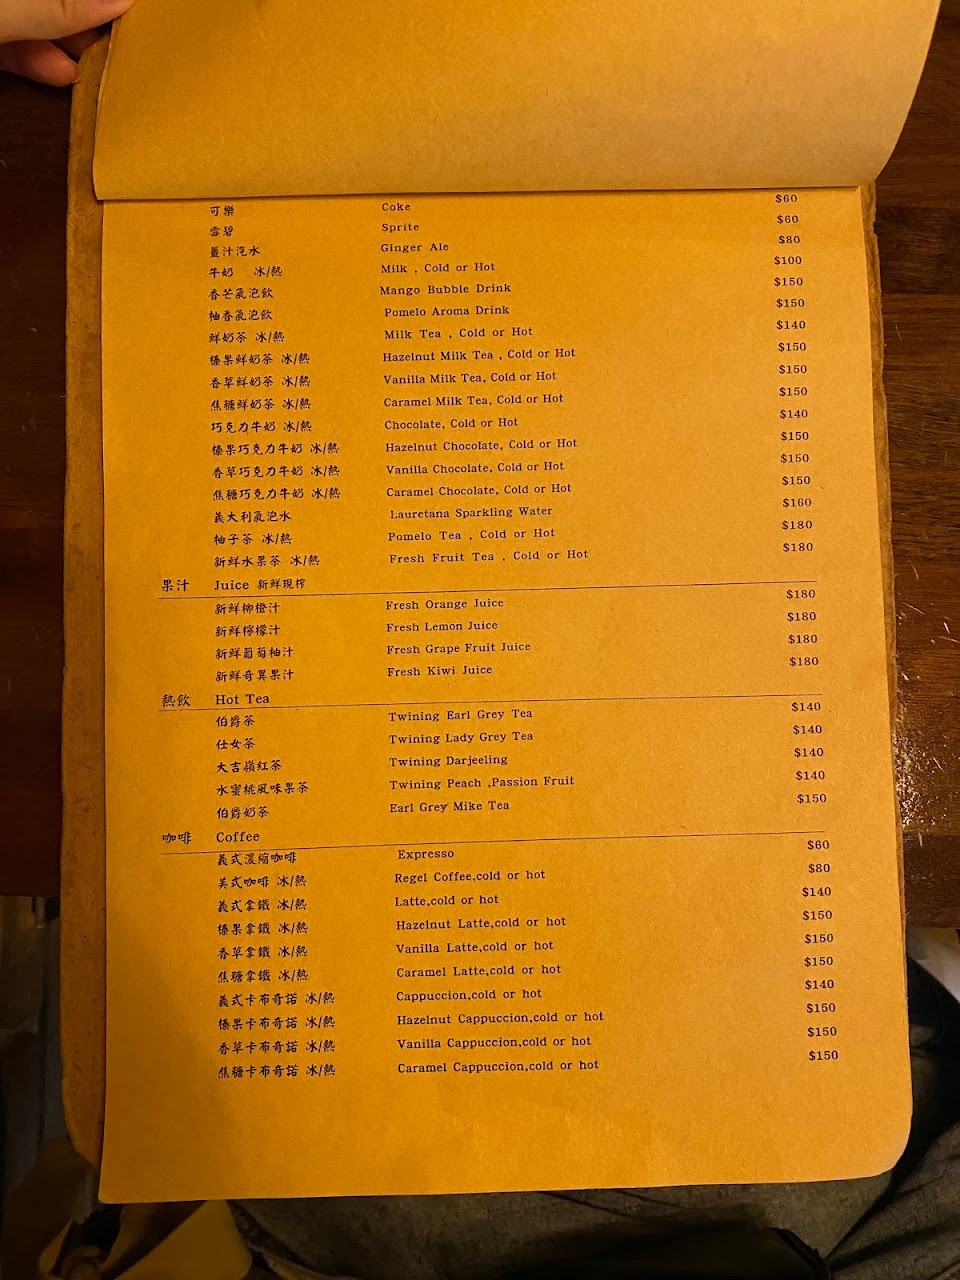 可樂 Coke $60
雪碧 Sprite $60
薑汁汽水 Ginger Ale $80
牛奶 冰/熱 Milk , Cold or Hot $100
香芒氣泡飲 Mango Bubble Drink $150
柚香氣泡飲 Pomelo Aroma Drink $150
鮮奶茶 冰/熱 Milk Tea , Cold or Hot $140
榛果鮮奶茶 冰/熱 Hazelnut Milk Tea , Cold or Hot $150
香草鮮奶茶 冰/熱 Vanilla Milk Tea, Cold or Hot $150
焦糖鮮奶茶 冰/熱 Caramel Milk Tea, Cold or Hot $150
巧克力牛奶 冰/熱 Chocolate, Cold or Hot $140
榛果巧克力牛奶 冰/熱 Hazelnut Chocolate, Cold or Hot $150
香草巧克力牛奶 冰/熱 Vanilla Chocolate, Cold or Hot $150
焦糖巧克力牛奶 冰/熱 Caramel Chocolate, Cold or Hot $150
義大利氣泡水 Lauretana Sparkling Water $160
柚子茶 冰/熱 Pomelo Tea , Cold or Hot $180
新鮮水果茶 冰/熱 Fresh Fruit Tea , Cold or Hot $180
果汁 Juice 新鮮現榨
新鮮柳橙汁 Fresh Orange Juice $180
新鮮檸檬汁 Fresh Lemon Juice $180
新鮮葡萄柚汁 Fresh Grape Fruit Juice $180
新鮮奇異果汁 Fresh Kiwi Juice $180
熱飲 Hot Tea
伯爵茶 Twining Earl Grey Tea $140
仕女茶 Twining Lady Grey Tea $140
大吉嶺紅茶 Twining Darjeeling $140
水蜜桃風味果茶 Twining Peach ,Passion Fruit $140
伯爵奶茶 Earl Grey Mike Tea $150
咖啡 Coffee
義式濃縮咖啡 Expresso $60
美式咖啡 冰/熱 Regel Coffee,cold or hot $80
義式拿鐵 冰/熱 Latte,cold or hot $140
榛果拿鐵 冰/熱 Hazelnut Latte,cold or hot $150
香草拿鐵 冰/熱 Vanilla Latte,cold or hot $150
焦糖拿鐵 冰/熱 Caramel Latte,cold or hot $150
義式卡布奇諾 冰/熱 Cappuccion,cold or hot $140
榛果卡布奇諾 冰/熱 Hazelnut Cappuccion,cold or hot $150
香草卡布奇諾 冰/熱 Vanilla Cappuccion,cold or hot $150
焦糖卡布奇諾 冰/熱 Caramel Cappuccion,cold or hot $150